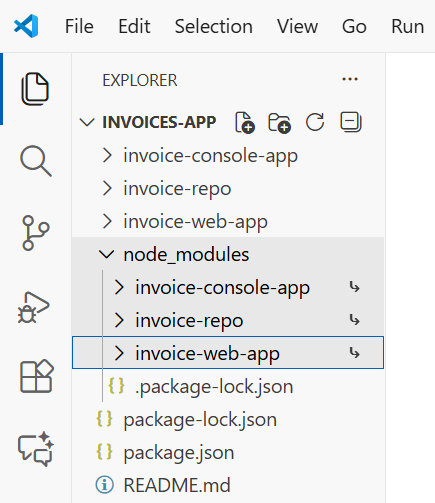 File Edit Selection View Go Run
EXPLORER
INVOICES-APP
invoice-console-app
invoice-repo
invoice-web-app
node_modules
invoice-console-app
invoice-repo
invoice-web-app
.package-lock.json
package-lock.json
package.json
README.md